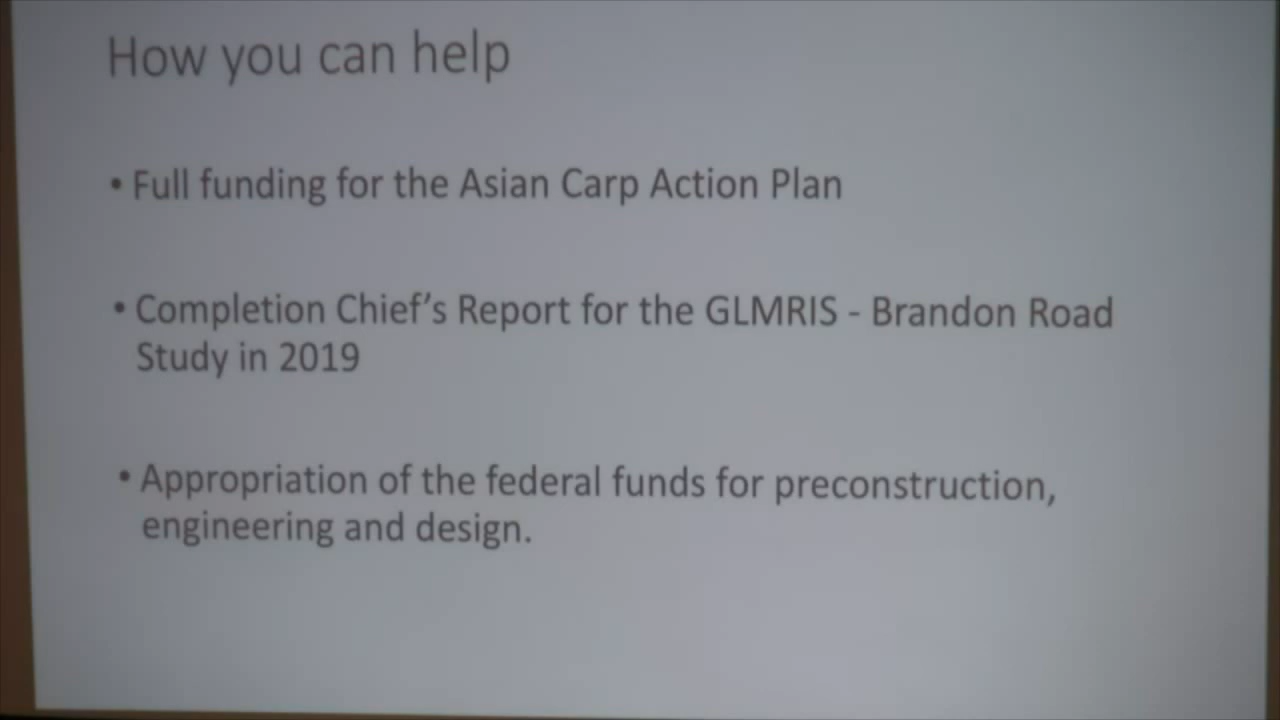 How you can help
• Full funding for the Asian Carp Action Plan
• Completion Chief's Report for the GLMRIS - Brandon Road
Study in 2019
• Appropriation of the federal funds for preconstruction,
engineering and design.